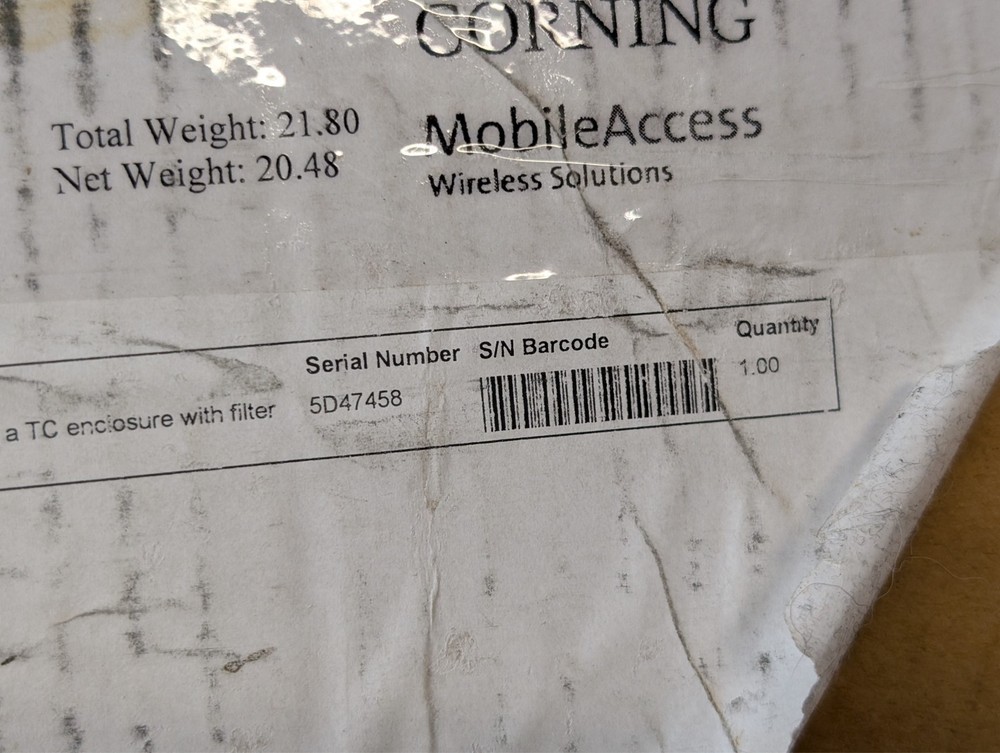 CORNING
Total Weight: 21.80
Net Weight: 20.48
MobileAccess
Wireless Solutions
Serial Number S/N Barcode Quantity
a TC enclosure with filter 5D47458 1.00